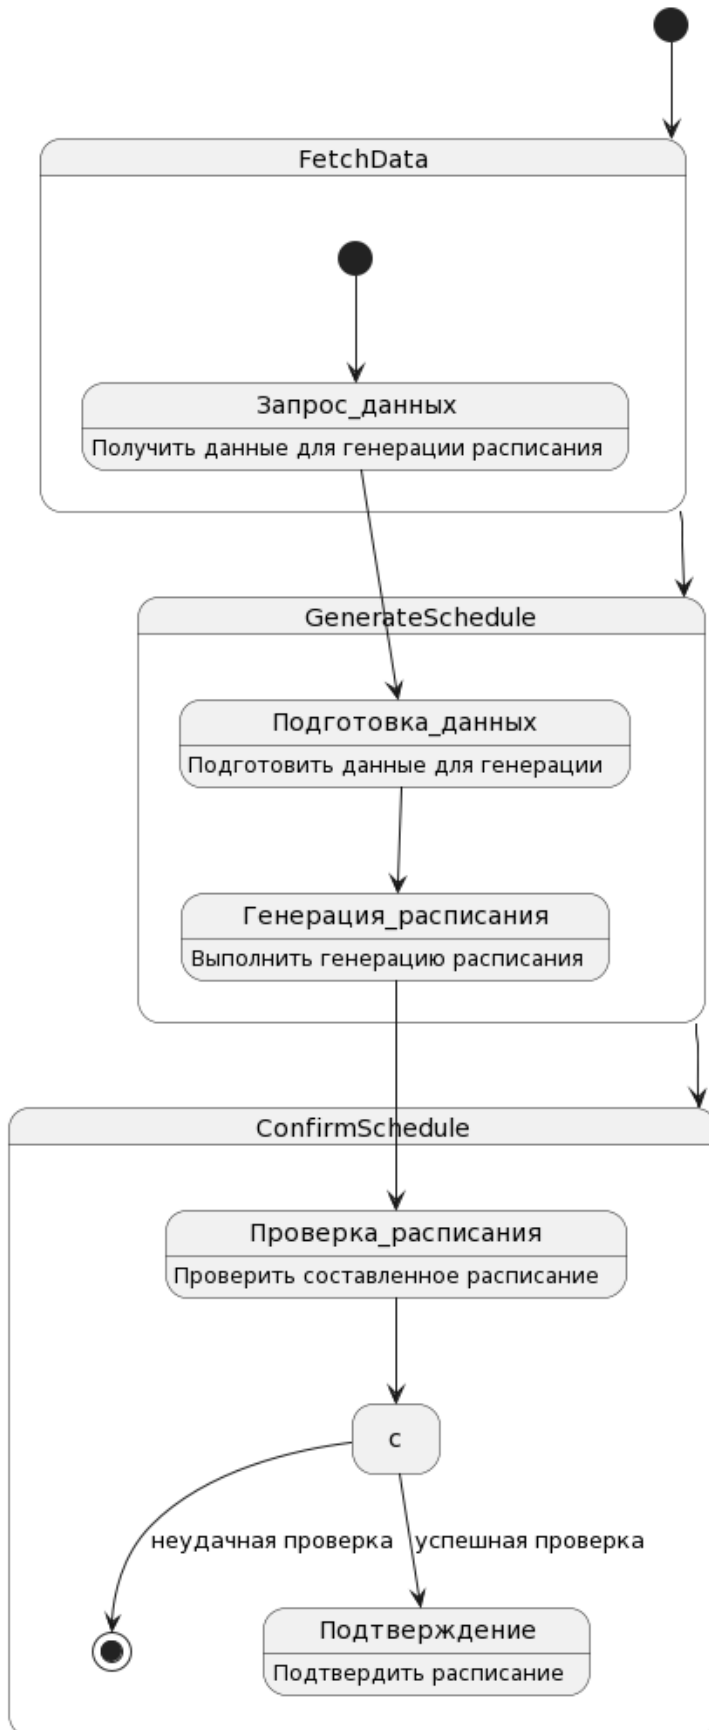 FetchData
Запрос_данных
Получить данные для генерации расписания
GenerateSchedule
Подготовка_данных
Подготовить данные для генерации
Генерация_расписания
Выполнить генерацию расписания
ConfirmSchedule
Проверка_расписания
Проверить составленное расписание
c
неудачная проверка
успешная проверка
Подтверждение
Подтвердить расписание